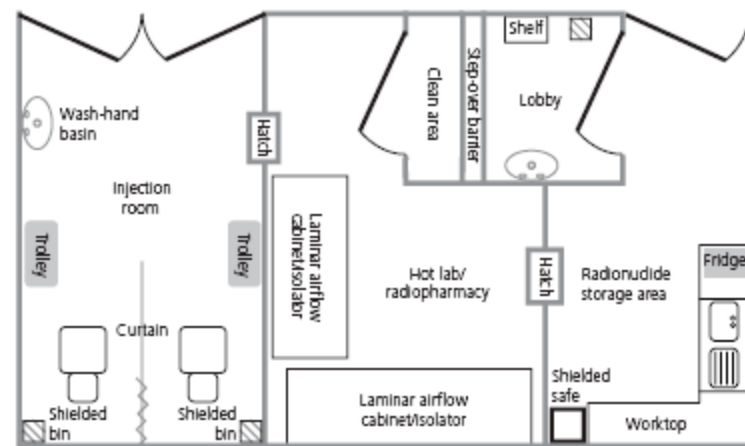 Shelf
Clean area
Step-over barrier
Lobby
Wash-hand
basin
Hatch
Injection
room
Trolley
Trolley
Laminar airflow
cabinet/isolator
Hot lab/
radiopharmacy
Hatch
Radionuclide
storage area
Fridge
Curtain
Shielded
bin
Shielded
bin
Laminar airflow
cabinet/isolator
Shielded
safe
Worktop